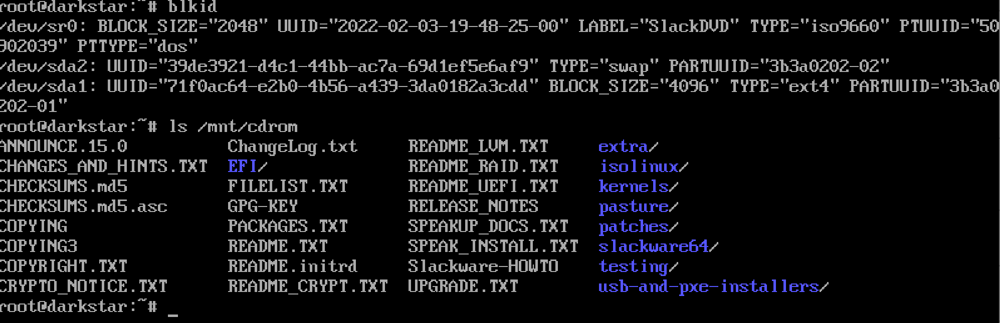 root@darkstar:~# blkid
/dev/sr0: BLOCK_SIZE="2048" UUID="2022-02-03-19-48-25-00" LABEL="SlackDVD" TYPE="iso9660" PTUUID="50
902039" PTTYPE="dos"
/dev/sda2: UUID="39de3921-d4c1-44bb-ac7a-69d1ef5e6af9" TYPE="swap" PARTUUID="3b3a0202-02"
/dev/sda1: UUID="71f0ac64-e2b0-4b56-a439-3da0182a3cdd" BLOCK_SIZE="4096" TYPE="ext4" PARTUUID="3b3a0
202-01"
root@darkstar:~# ls /mnt/cdrom
ANNOUNCE.15.0 ChangeLog.txt README_LVM.TXT extra/
CHANGES_AND_HINTS.TXT EFI/ README_RAID.TXT isolinux/
CHECKSUMS.md5 FILELIST.TXT README_UEFI.TXT kernels/
CHECKSUMS.md5.asc GPG-KEY RELEASE_NOTES pasture/
COPYING PACKAGES.TXT SPEAKUP_DOCS.TXT patches/
COPYING3 README.TXT SPEAK_INSTALL.TXT slackware64/
COPYRIGHT.TXT README.initrd Slackware-HOWTO testing/
CRYPTO_NOTICE.TXT README_CRYPT.TXT UPGRADE.TXT usb-and-pxe-installers/
root@darkstar:~# _